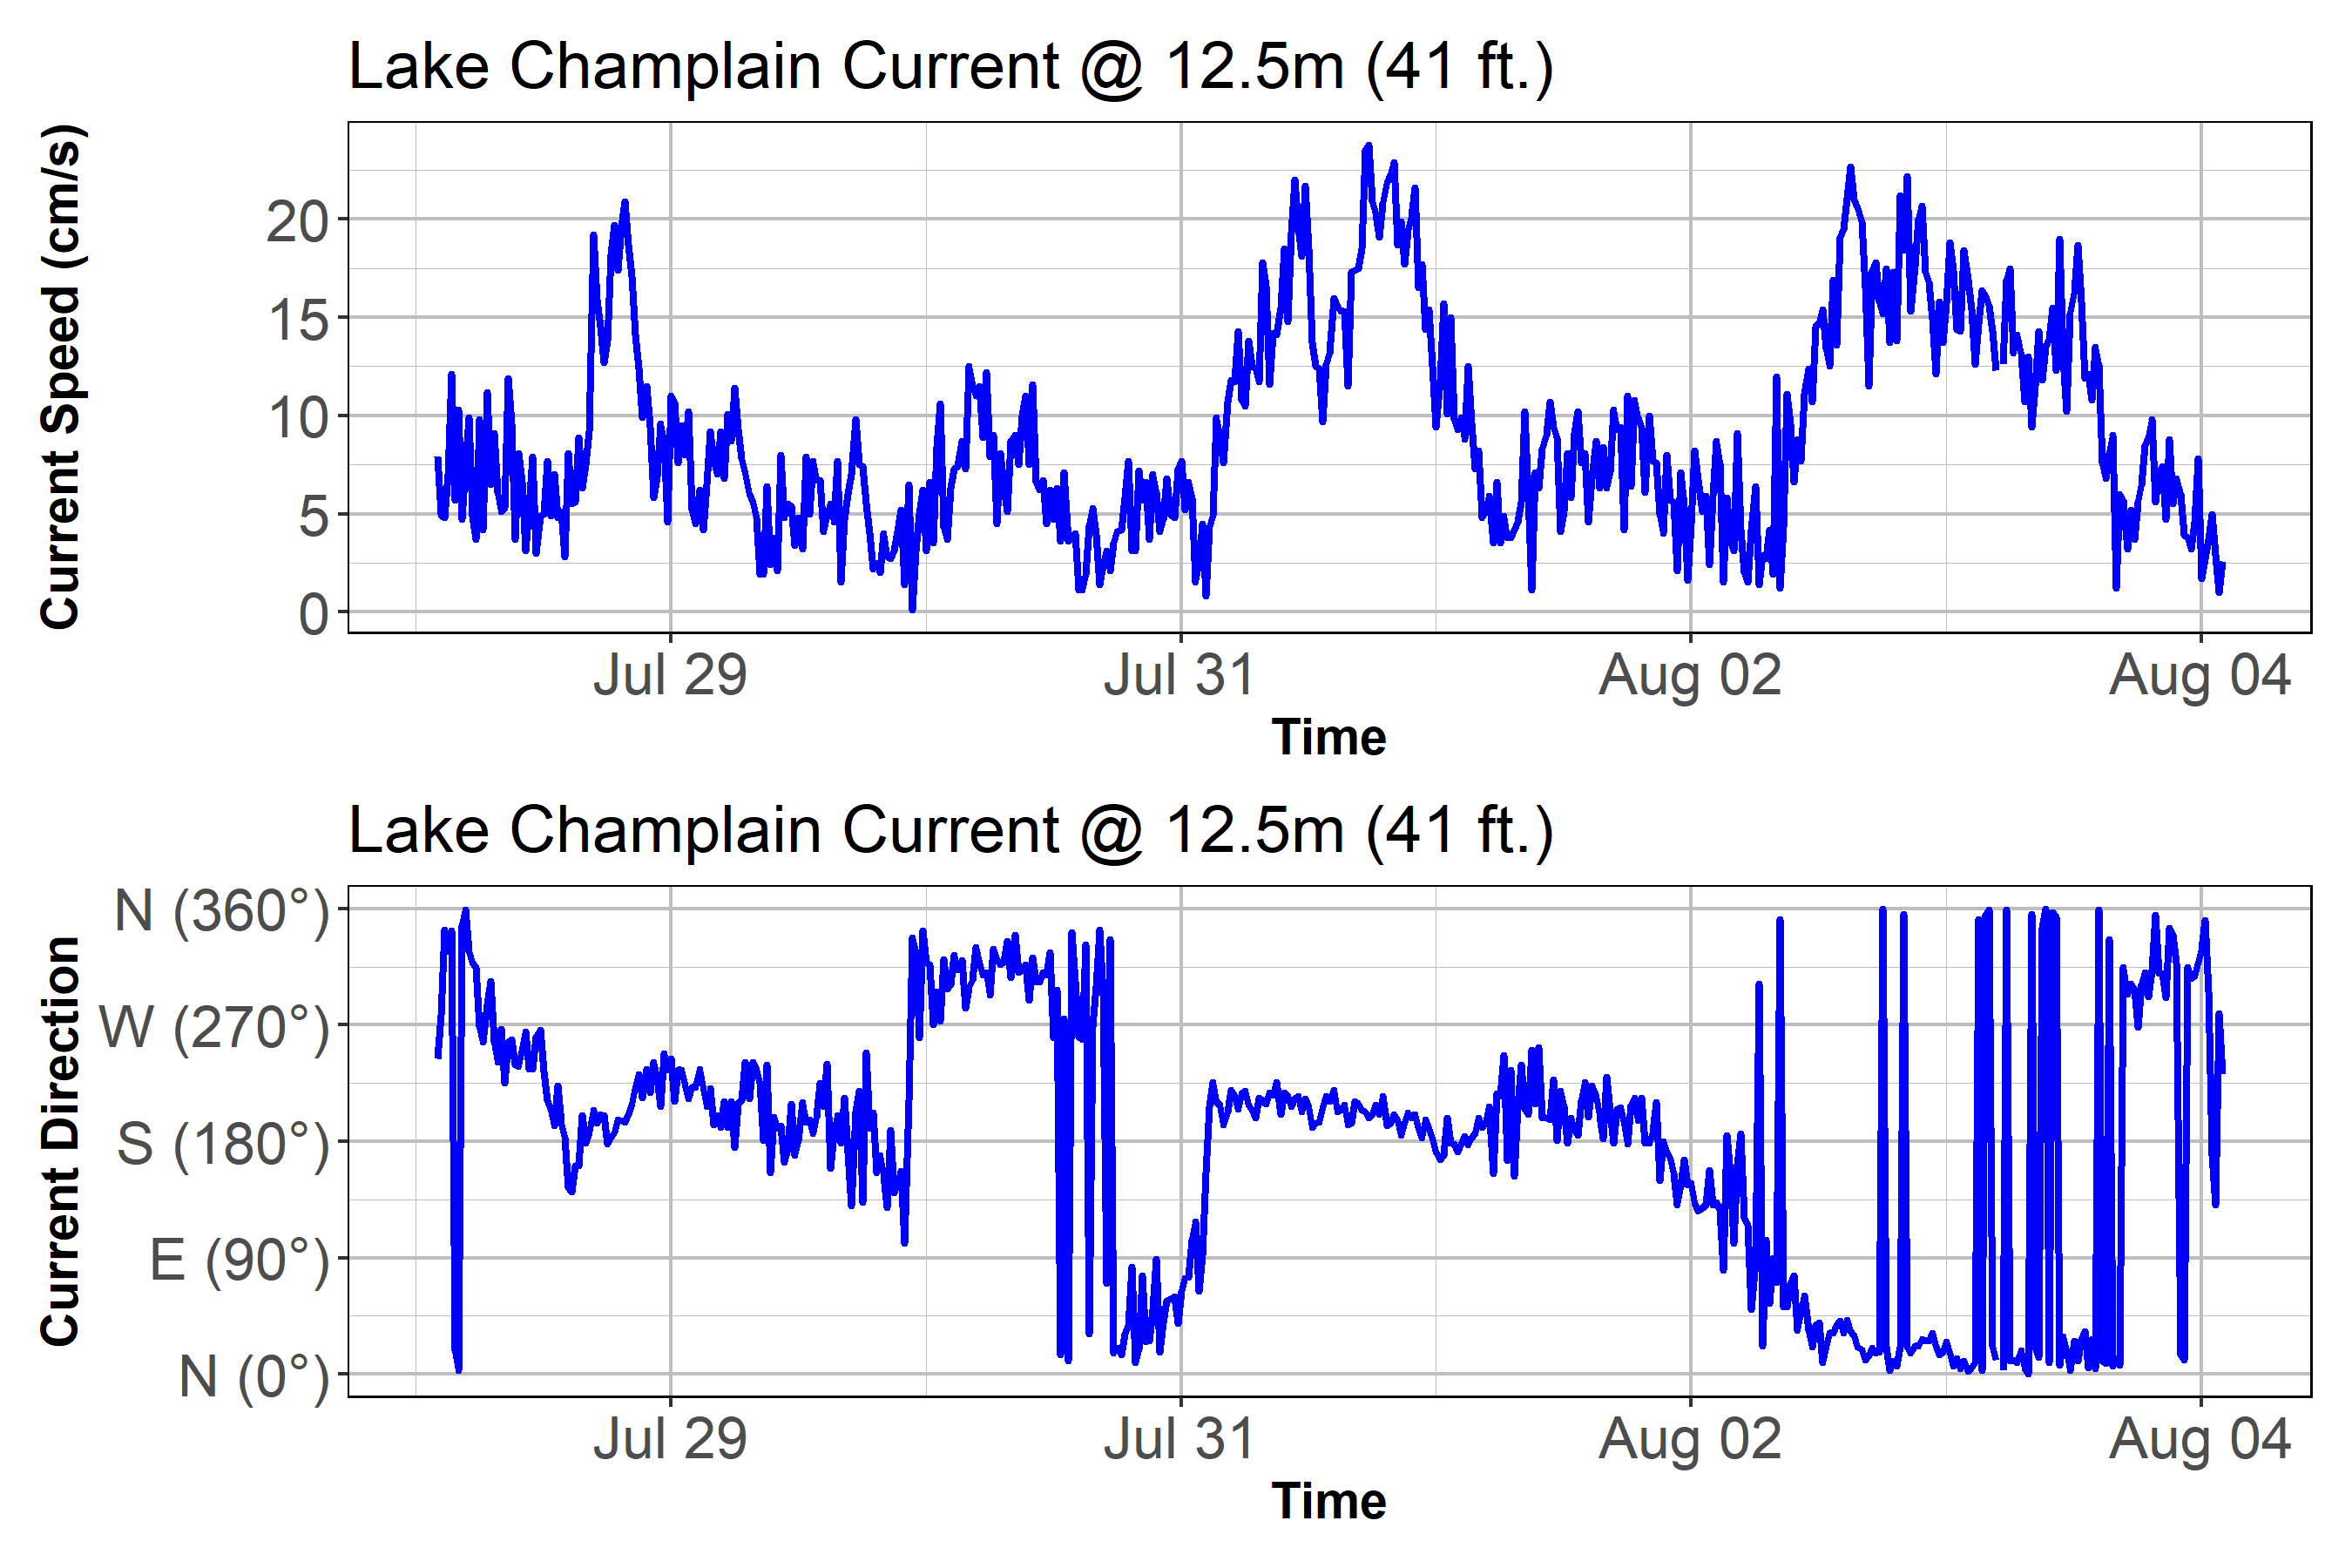 Lake Champlain Current @ 12.5m (41 ft.)
Current Speed (cm/s)
20
15
10
5
0
Jul 29 Jul 31 Aug 02 Aug 04
Time
Lake Champlain Current @ 12.5m (41 ft.)
Current Direction
N (360°)
W (270°)
S (180°)
E (90°)
N (0°)
Jul 29 Jul 31 Aug 02 Aug 04
Time